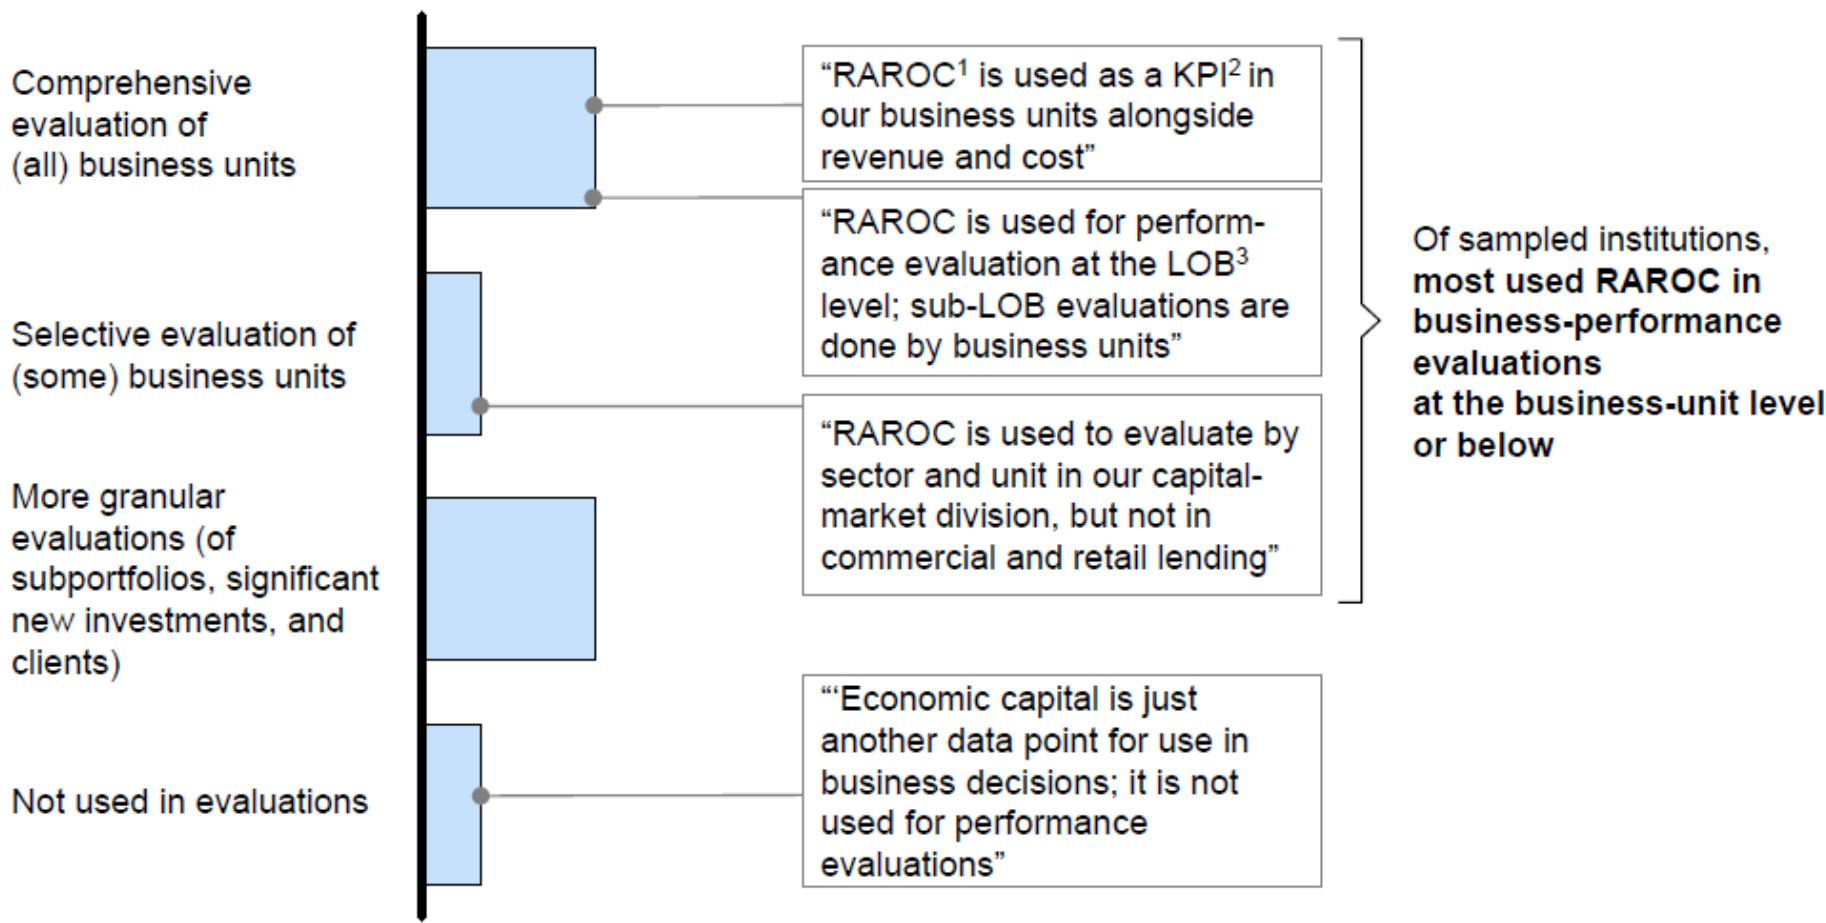 Comprehensive
evaluation of
(all) business units
“RAROC¹ is used as a KPI² in
our business units alongside
revenue and cost”
“RAROC is used for perform-
ance evaluation at the LOB³
level; sub-LOB evaluations are
done by business units”
Selective evaluation of
(some) business units
“RAROC is used to evaluate by
sector and unit in our capital-
market division, but not in
commercial and retail lending”
More granular
evaluations (of
subportfolios, significant
new investments, and
clients)
Not used in evaluations
“‘Economic capital is just
another data point for use in
business decisions; it is not
used for performance
evaluations”
Of sampled institutions,
most used RAROC in
business-performance
evaluations
at the business-unit level
or below